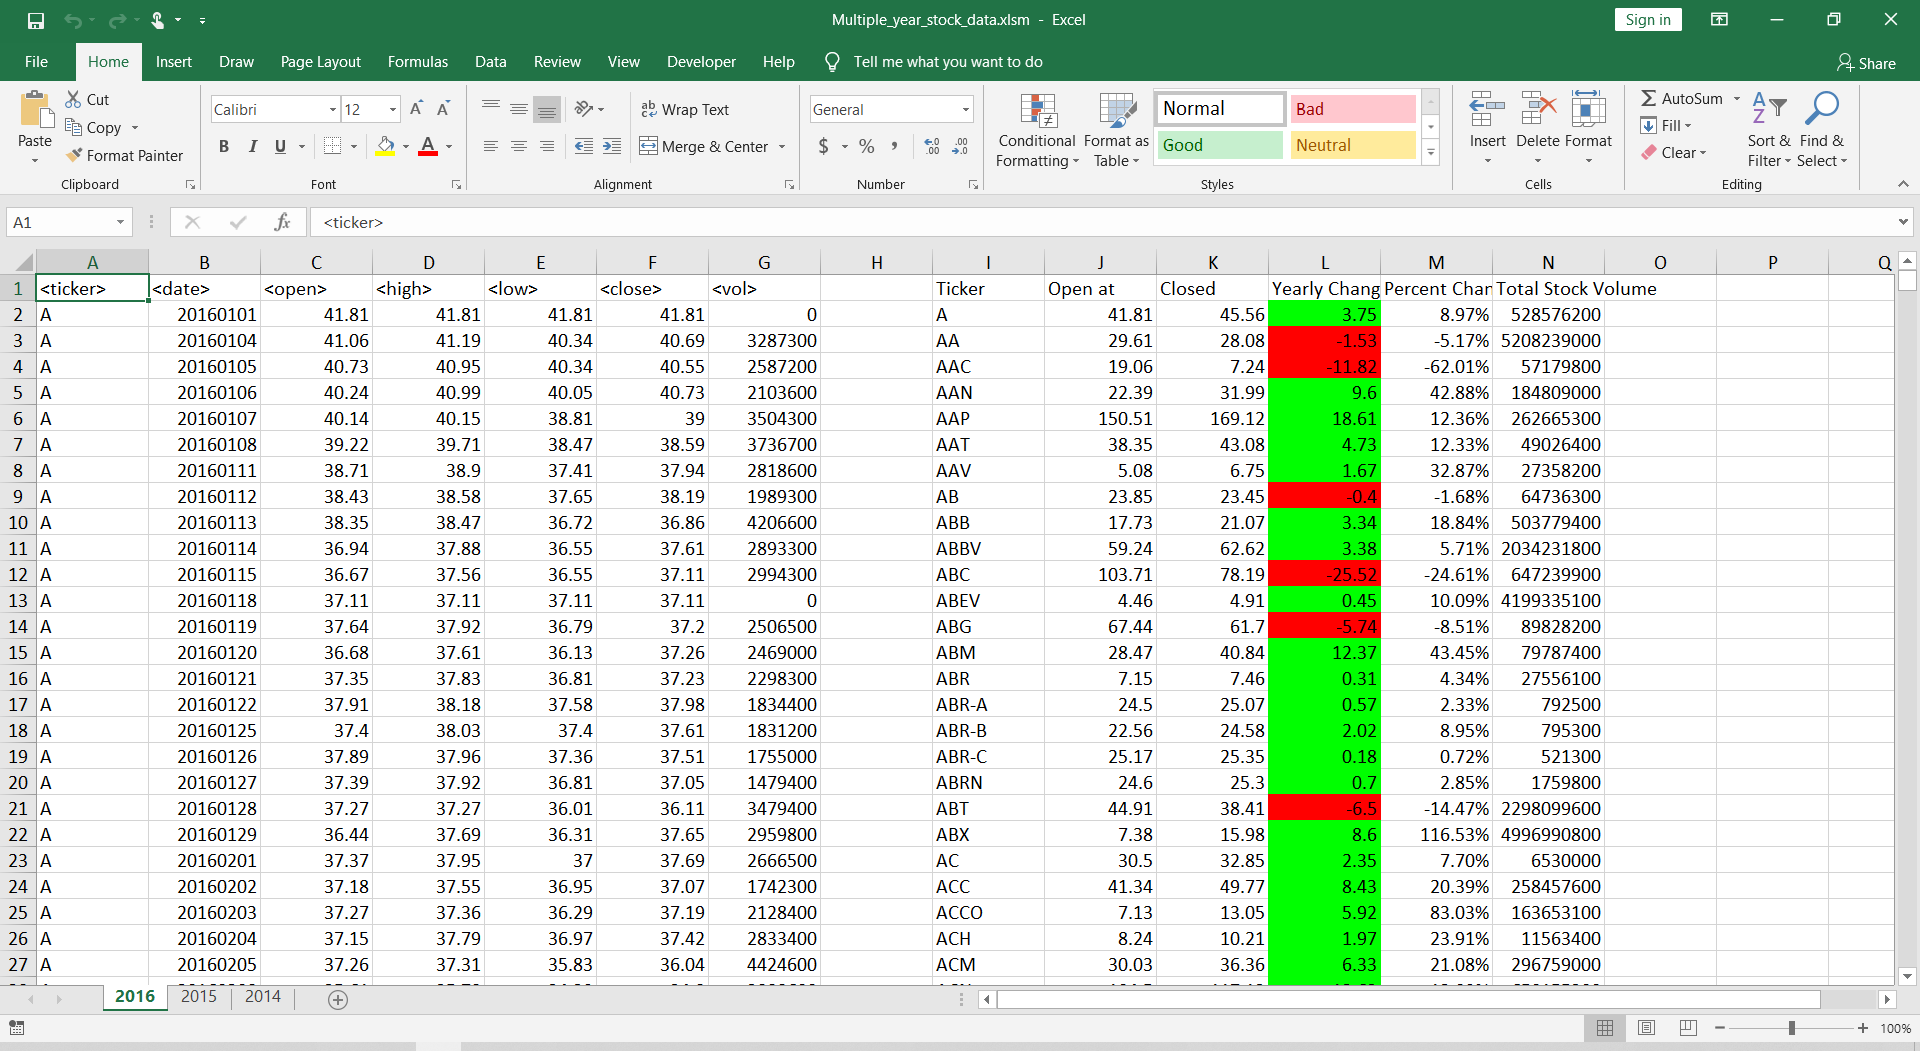 Multiple_year_stock_data.xlsm - Excel
Sign in
File Home Insert Draw Page Layout Formulas Data Review View Developer Help Tell me what you want to do Share
Paste
Cut
Copy
Format Painter
Clipboard
Calibri 12
B I U A
Font
Wrap Text
Merge & Center
Alignment
General
$ % ,
Number
Conditional Formatting
Format as Table
Normal Bad
Good Neutral
Styles
Insert Delete Format
Cells
AutoSum
Fill
Clear
Sort & Filter
Find & Select
Editing
A1 fx <ticker>
A B C D E F G H I J K L M N O P Q
1 <ticker> <date> <open> <high> <low> <close> <vol> Ticker Open at Closed Yearly Chang Percent Chan Total Stock Volume
2 A 20160101 41.81 41.81 41.81 41.81 0 A 41.81 45.56 3.75 8.97% 528576200
3 A 20160104 41.06 41.19 40.34 40.69 3287300 AA 29.61 28.08 -1.53 -5.17% 5208239000
4 A 20160105 40.73 40.95 40.34 40.55 2587200 AAC 19.06 7.24 -11.82 -62.01% 57179800
5 A 20160106 40.24 40.99 40.05 40.73 2103600 AAN 22.39 31.99 9.6 42.88% 184809000
6 A 20160107 40.14 40.15 38.81 39 3504300 AAP 150.51 169.12 18.61 12.36% 262665300
7 A 20160108 39.22 39.71 38.47 38.59 3736700 AAT 38.35 43.08 4.73 12.33% 49026400
8 A 20160111 38.71 38.9 37.41 37.94 2818600 AAV 5.08 6.75 1.67 32.87% 27358200
9 A 20160112 38.43 38.58 37.65 38.19 1989300 AB 23.85 23.45 -0.4 -1.68% 64736300
10 A 20160113 38.35 38.47 36.72 36.86 4206600 ABB 17.73 21.07 3.34 18.84% 503779400
11 A 20160114 36.94 37.88 36.55 37.61 2893300 ABBV 59.24 62.62 3.38 5.71% 2034231800
12 A 20160115 36.67 37.56 36.55 37.11 2994300 ABC 103.71 78.19 -25.52 -24.61% 647239900
13 A 20160118 37.11 37.11 37.11 37.11 0 ABEV 4.46 4.91 0.45 10.09% 4199335100
14 A 20160119 37.64 37.92 36.79 37.2 2506500 ABG 67.44 61.7 -5.74 -8.51% 89828200
15 A 20160120 36.68 37.61 36.13 37.26 2469000 ABM 28.47 40.84 12.37 43.45% 79787400
16 A 20160121 37.35 37.83 36.81 37.23 2298300 ABR 7.15 7.46 0.31 4.34% 27556100
17 A 20160122 37.91 38.18 37.58 37.98 1834400 ABR-A 24.5 25.07 0.57 2.33% 792500
18 A 20160125 37.4 38.03 37.4 37.61 1831200 ABR-B 22.56 24.58 2.02 8.95% 795300
19 A 20160126 37.89 37.96 37.36 37.51 1755000 ABR-C 25.17 25.35 0.18 0.72% 521300
20 A 20160127 37.39 37.92 36.81 37.05 1479400 ABRN 24.6 25.3 0.7 2.85% 1759800
21 A 20160128 37.27 37.27 36.01 36.11 3479400 ABT 44.91 38.41 -6.5 -14.47% 2298099600
22 A 20160129 36.44 37.69 36.31 37.65 2959800 ABX 7.38 15.98 8.6 116.53% 4996990800
23 A 20160201 37.37 37.95 37 37.69 2666500 AC 30.5 32.85 2.35 7.70% 6530000
24 A 20160202 37.18 37.55 36.95 37.07 1742300 ACC 41.34 49.77 8.43 20.39% 258457600
25 A 20160203 37.27 37.36 36.29 37.19 2128400 ACCO 7.13 13.05 5.92 83.03% 163653100
26 A 20160204 37.15 37.79 36.97 37.42 2833400 ACH 8.24 10.21 1.97 23.91% 11563400
27 A 20160205 37.26 37.31 35.83 36.04 4424600 ACM 30.03 36.36 6.33 21.08% 296759000
2016 2015 2014
100%